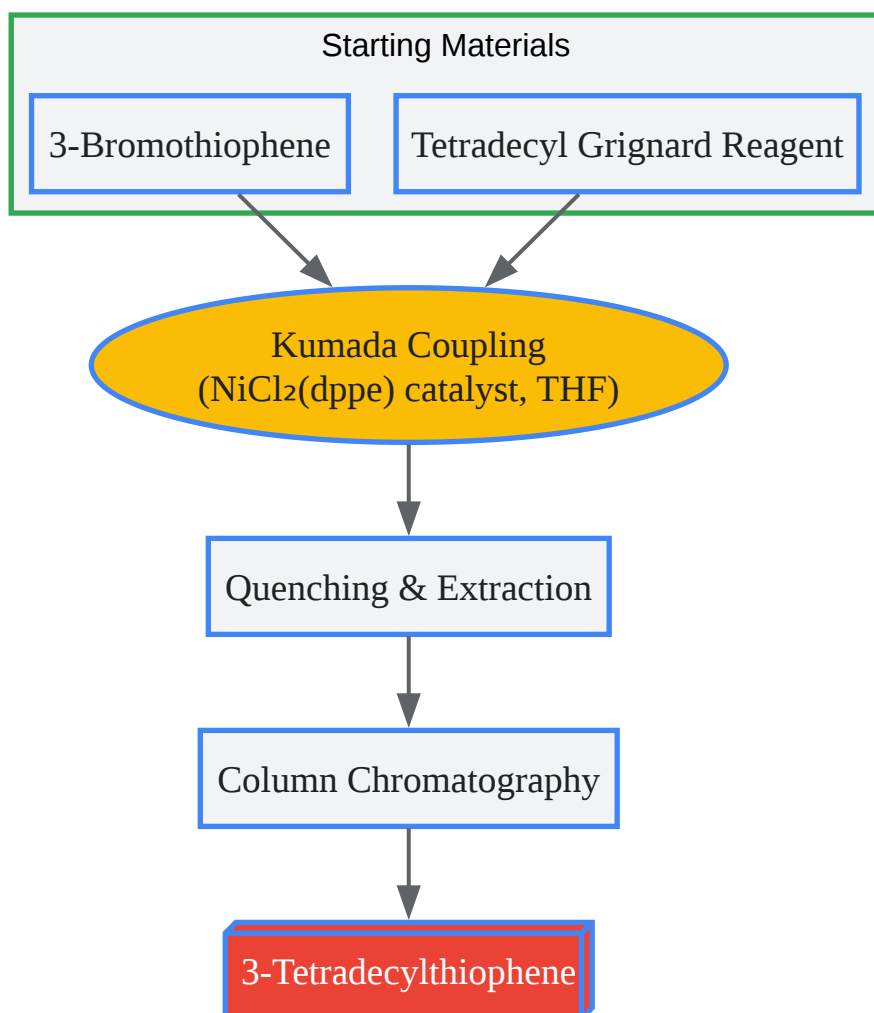 Starting Materials
3-Bromothiophene
Tetradecyl Grignard Reagent
Kumada Coupling
(NiCl₂(dppe) catalyst, THF)
Quenching & Extraction
Column Chromatography
3-Tetradecylthiophene